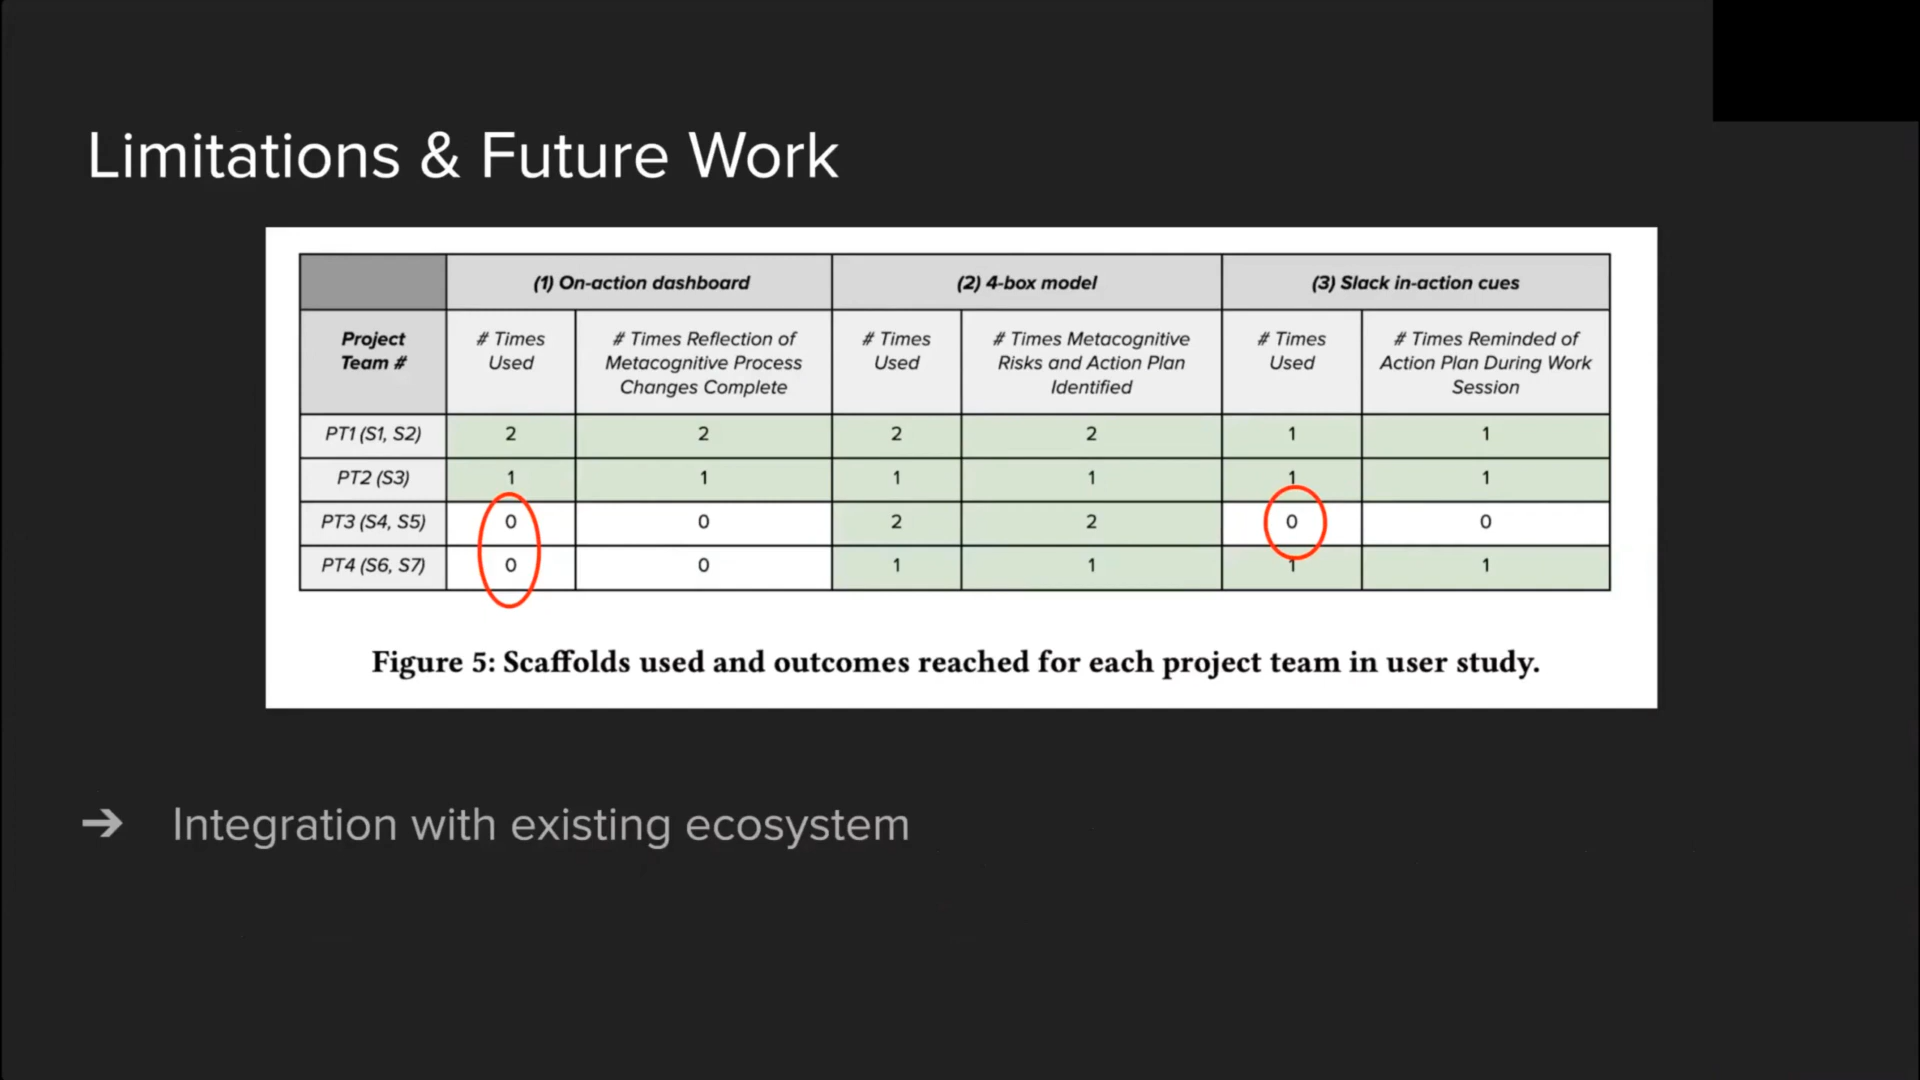 Limitations & Future Work
(1) On-action dashboard (2) 4-box model (3) Slack in-action cues
Project Team # # Times Used # Times Reflection of Metacognitive Process Changes Complete # Times Used # Times Metacognitive Risks and Action Plan Identified # Times Used # Times Reminded of Action Plan During Work Session
PT1 (S1, S2) 2 2 2 2 1 1
PT2 (S3) 1 1 1 1 1 1
PT3 (S4, S5) 0 0 2 2 0 0
PT4 (S6, S7) 0 0 1 1 1 1
Figure 5: Scaffolds used and outcomes reached for each project team in user study.
➔ Integration with existing ecosystem